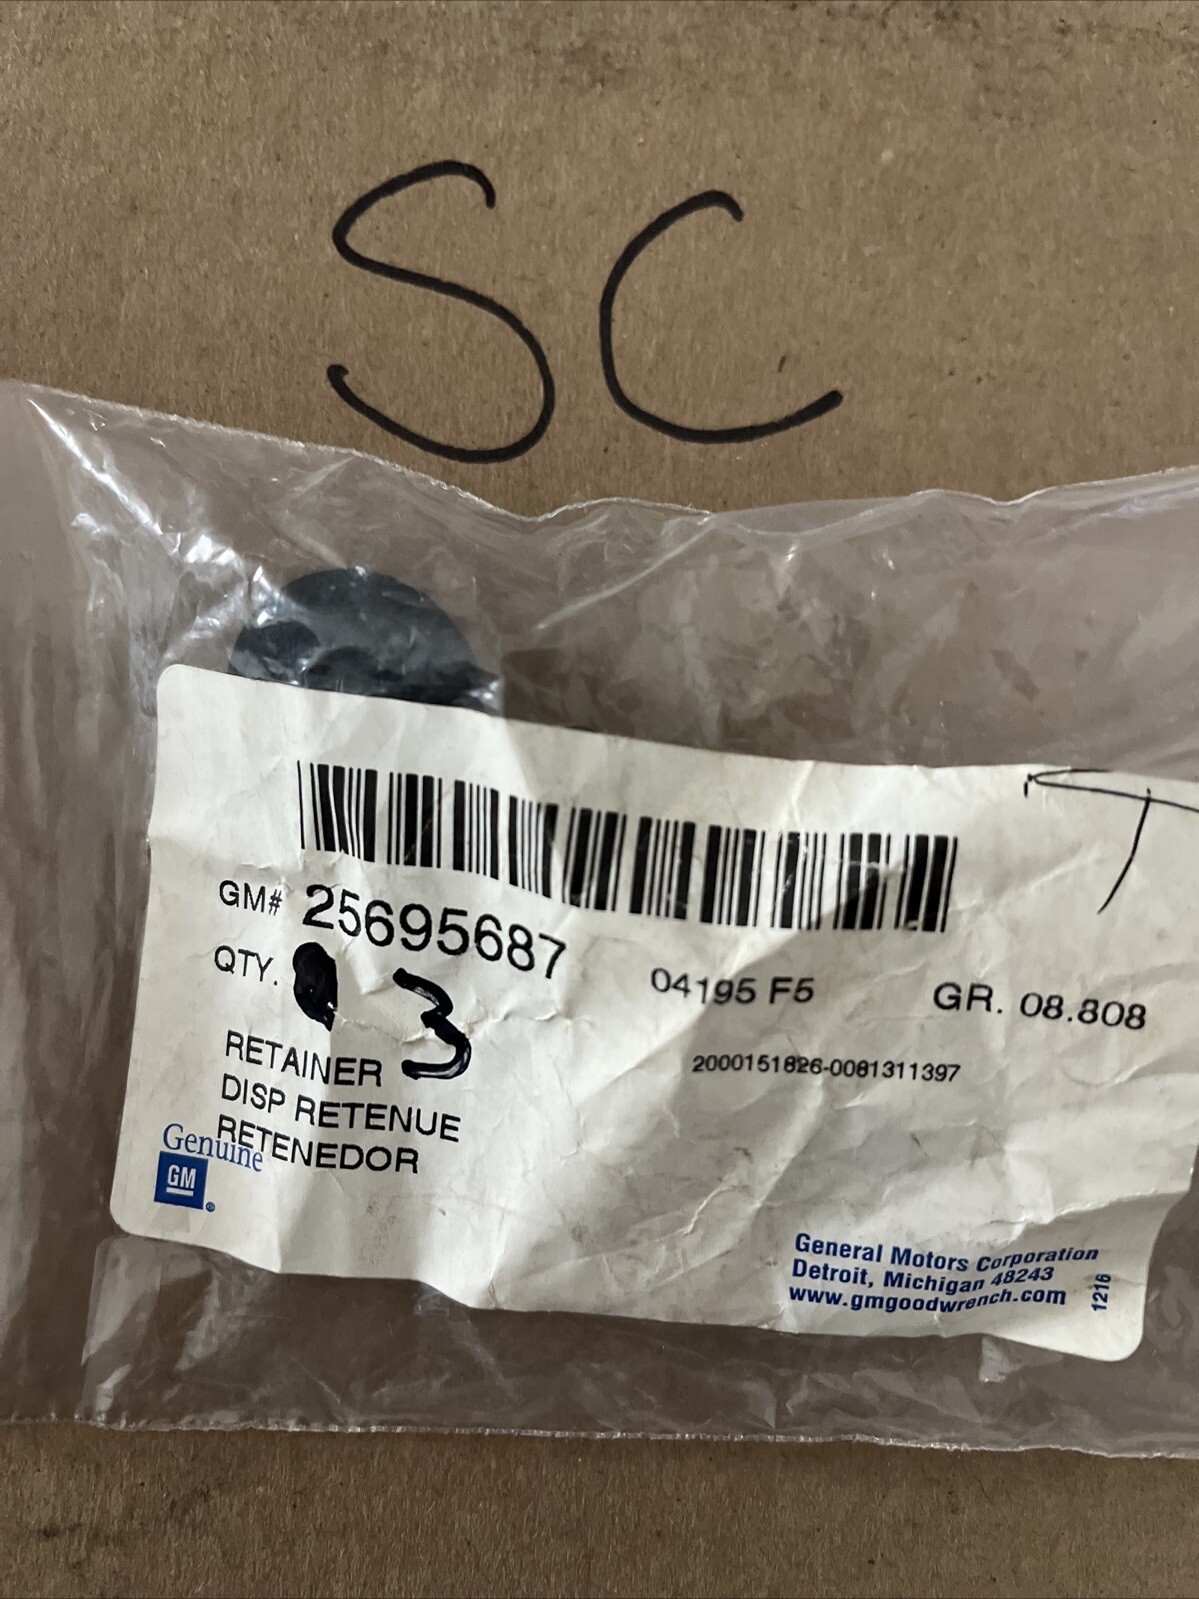 SC
GM# 25695687
QTY. 3
04195 F5
GR. 08.808
2000151826-0081311397
RETAINER
DISP RETENUE
RETENEDOR
Genuine
GM
General Motors Corporation
Detroit, Michigan 48243
www.gmgoodwrench.com
1216